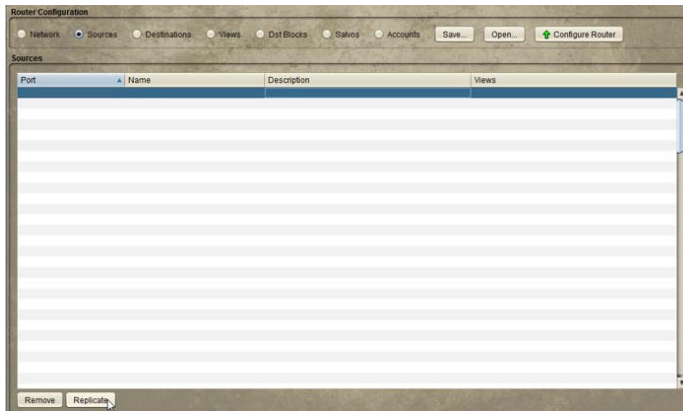 Router Configuration
Network Sources Destinations Views Dst Blocks Salvos Accounts Save... Open... Configure Router
Sources
Port Name Description Views
Remove Replicate